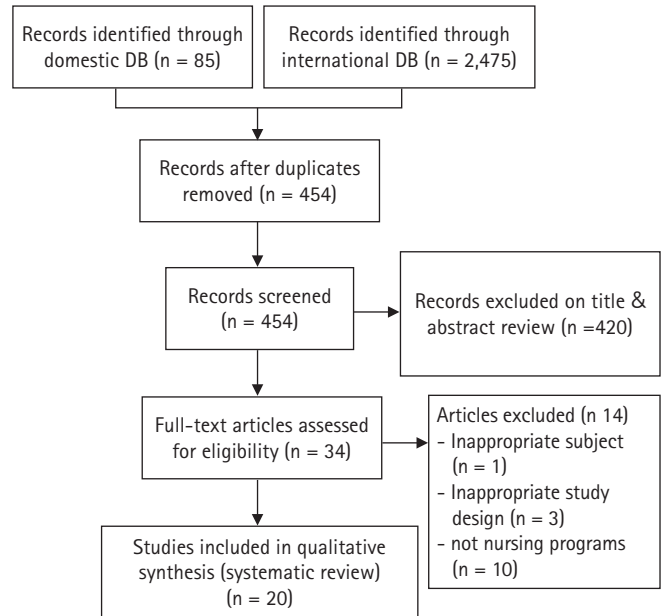 Records identified through
domestic DB (n = 85)
Records identified through
international DB (n = 2,475)
Records after duplicates
removed (n = 454)
Records screened
(n = 454)
Records excluded on title &
abstract review (n =420)
Full-text articles assessed
for eligibility (n = 34)
Articles excluded (n 14)
- Inappropriate subject
(n = 1)
- Inappropriate study
design (n = 3)
- not nursing programs
(n = 10)
Studies included in qualitative
synthesis (systematic review)
(n = 20)